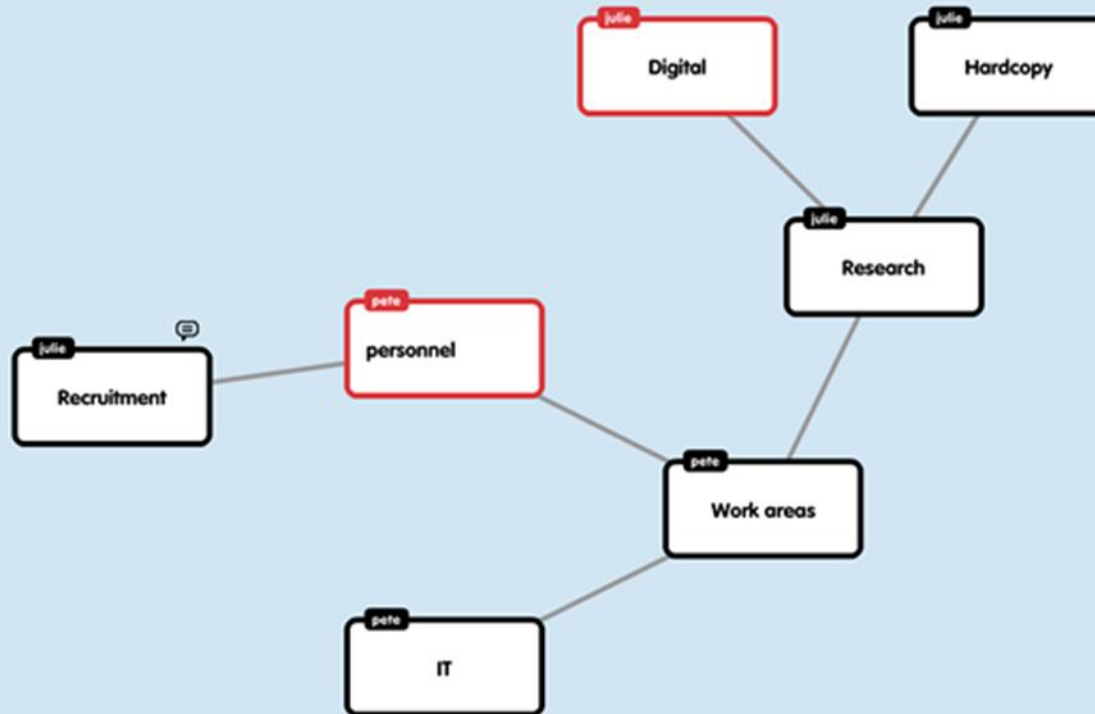 julie
Digital
julie
Hardcopy
julie
Research
pete
personnel
julie
Recruitment
pete
Work areas
pete
IT